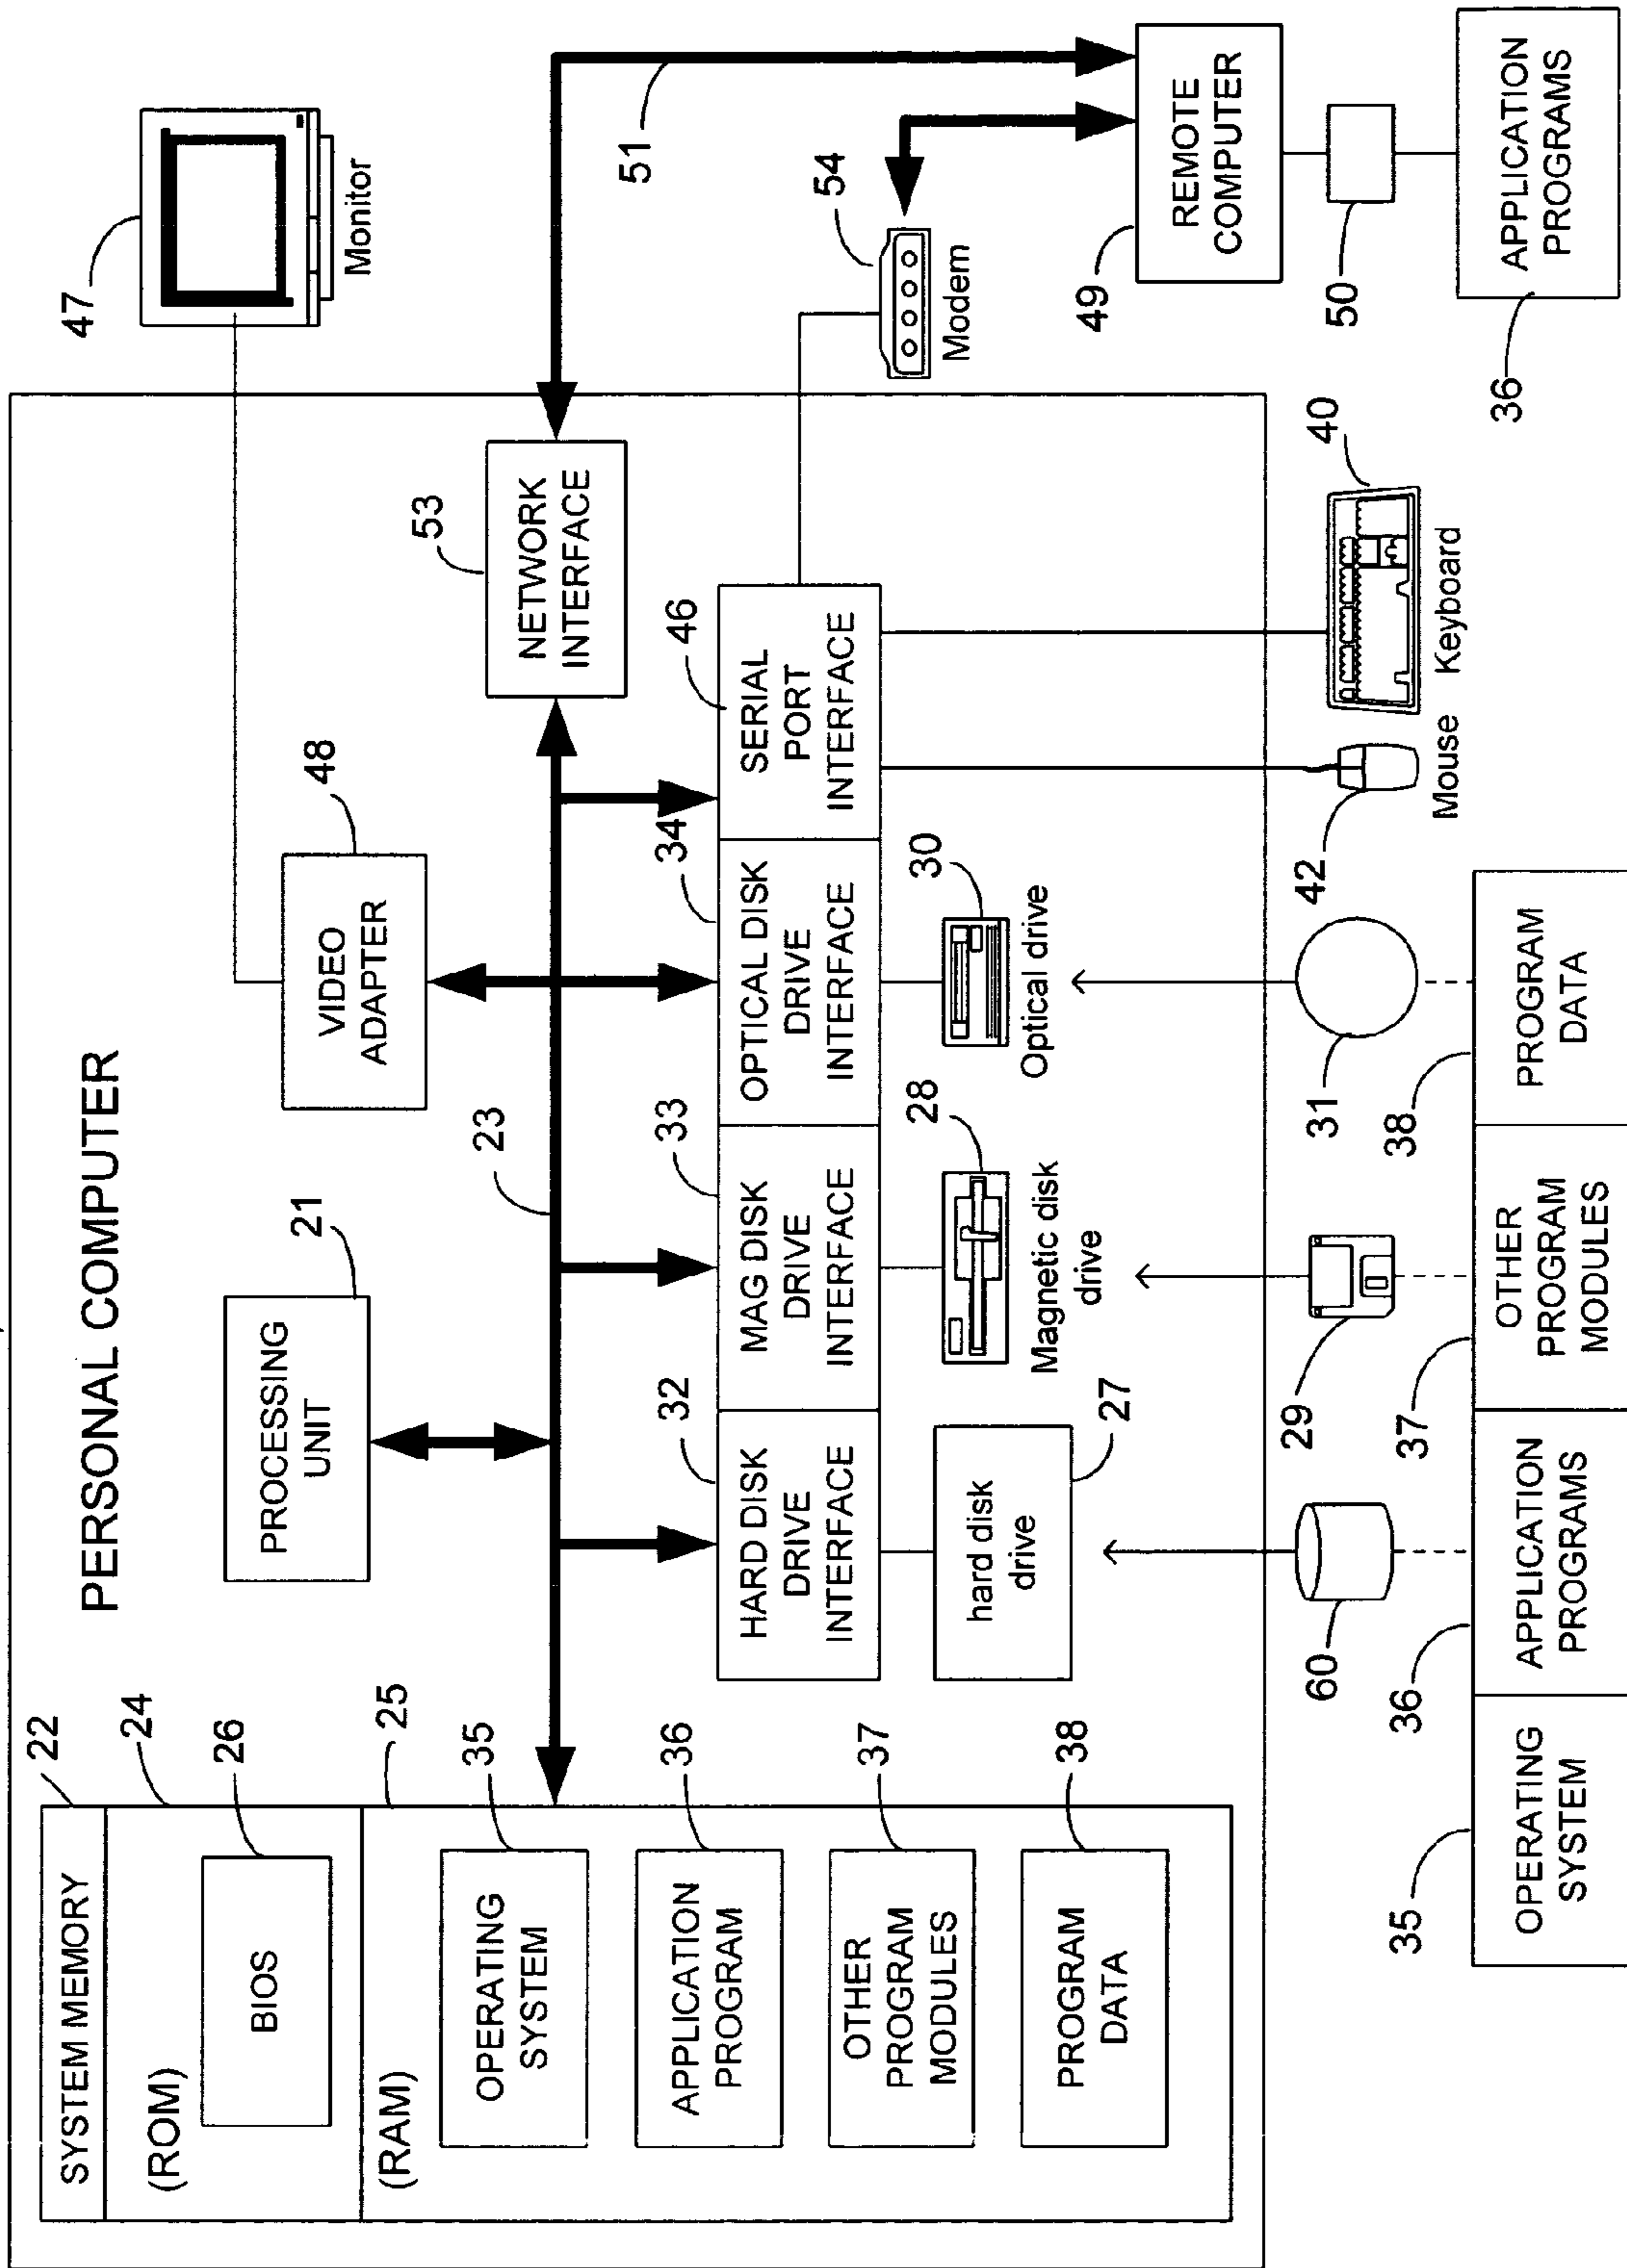 PERSONAL COMPUTER
SYSTEM MEMORY
22
(ROM)
24
BIOS
26
(RAM)
25
OPERATING
SYSTEM
35
APPLICATION
PROGRAM
36
OTHER
PROGRAM
MODULES
37
PROGRAM
DATA
38
PROCESSING
UNIT
21
23
VIDEO
ADAPTER
48
47
Monitor
53
NETWORK
INTERFACE
51
HARD DISK
DRIVE
INTERFACE
32
MAG DISK
DRIVE
INTERFACE
33
OPTICAL DISK
DRIVE
INTERFACE
34
SERIAL
PORT
INTERFACE
46
hard disk
drive
27
28
Magnetic disk
drive
30
Optical drive
54
Modem
60
29
31
42
Mouse
40
Keyboard
49
REMOTE
COMPUTER
50
35
OPERATING
SYSTEM
36
APPLICATION
PROGRAMS
37
OTHER
PROGRAM
MODULES
38
PROGRAM
DATA
36
APPLICATION
PROGRAMS